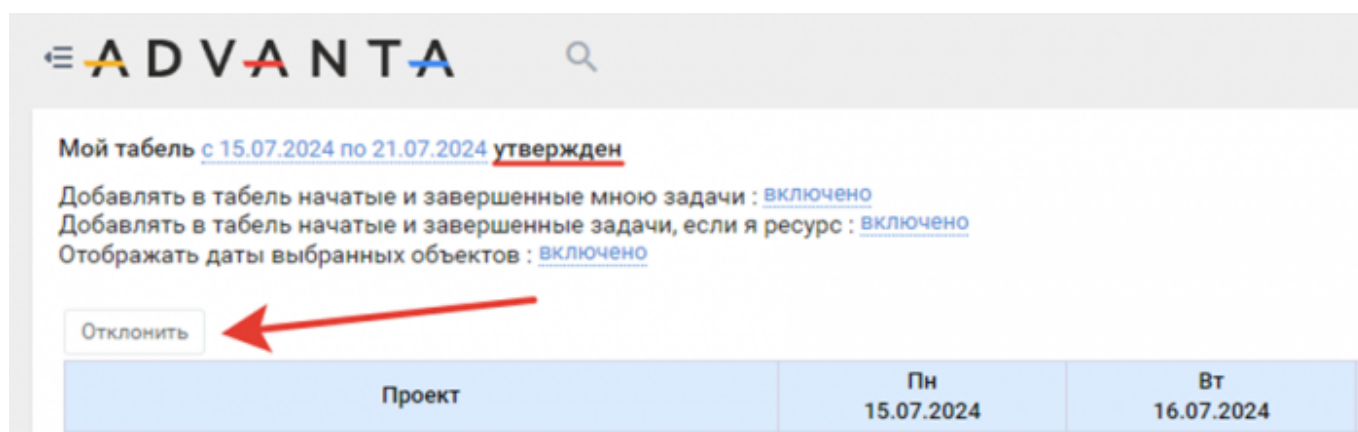 ADVANTA
Мой табель с 15.07.2024 по 21.07.2024 утвержден
Добавлять в табель начатые и завершенные мною задачи : включено
Добавлять в табель начатые и завершенные задачи, если я ресурс : включено
Отображать даты выбранных объектов : включено
Отклонить
Проект
Пн
15.07.2024
Вт
16.07.2024